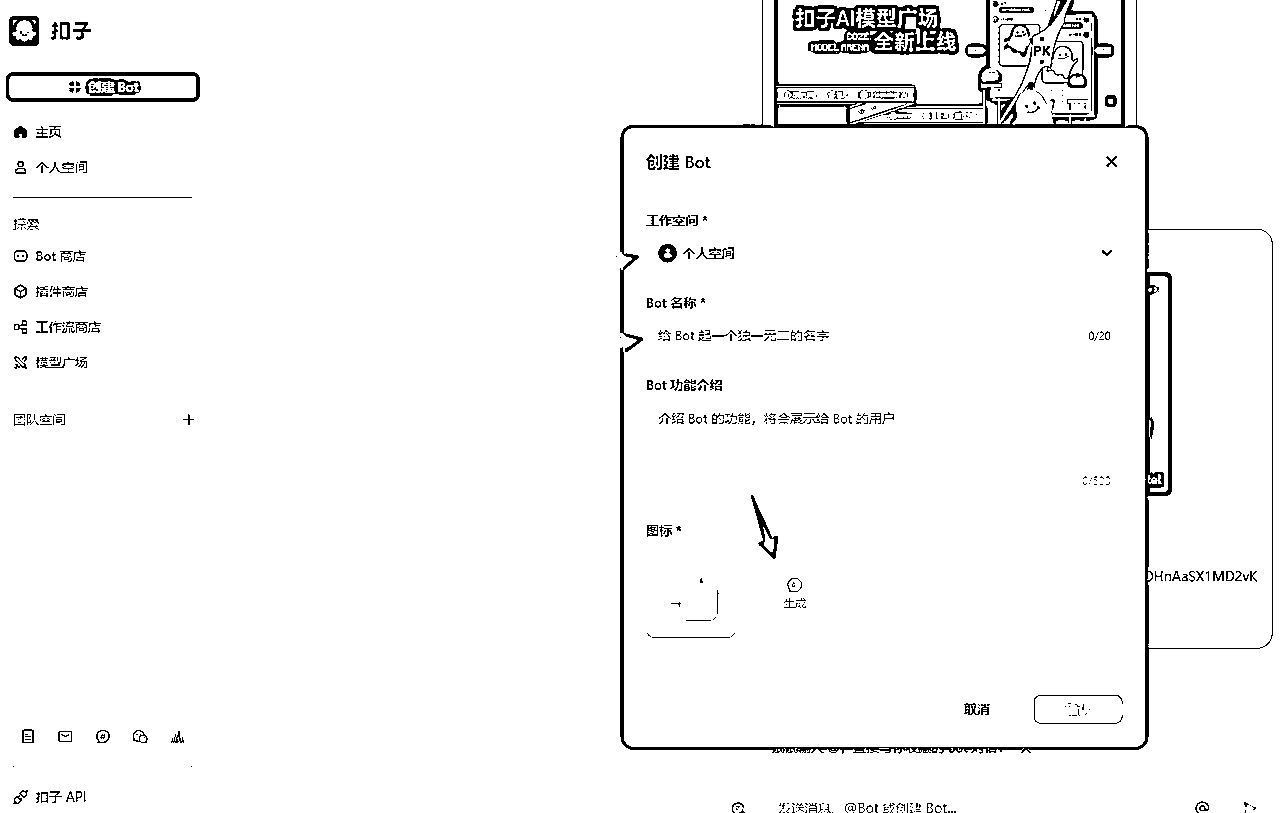 扣子
创建 Bot
主页
个人空间
探索
Bot 商店
插件商店
工作流商店
模型广场
团队空间
扣子 API
扣子AI模型广场
COZE MODEL ARENA 全新上线
PK
创建 Bot
工作空间 *
个人空间
Bot 名称 *
给 Bot 起一个独一无二的名字
0/20
Bot 功能介绍
介绍 Bot 的功能，将会展示给 Bot 的用户
0/500
图标 *
生成
取消
DHnAaSX1MD2vK
发送消息、@Bot 或创建 Bot...